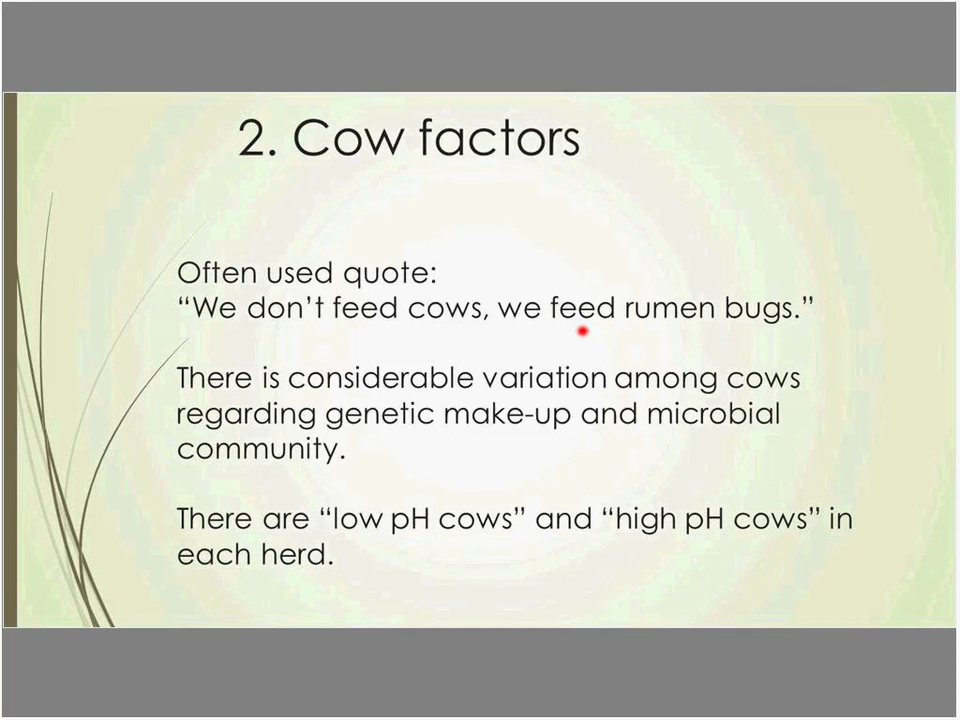 2. Cow factors
Often used quote:
“We don’t feed cows, we feed rumen bugs.”
There is considerable variation among cows
regarding genetic make-up and microbial
community.
There are “low pH cows” and “high pH cows” in
each herd.